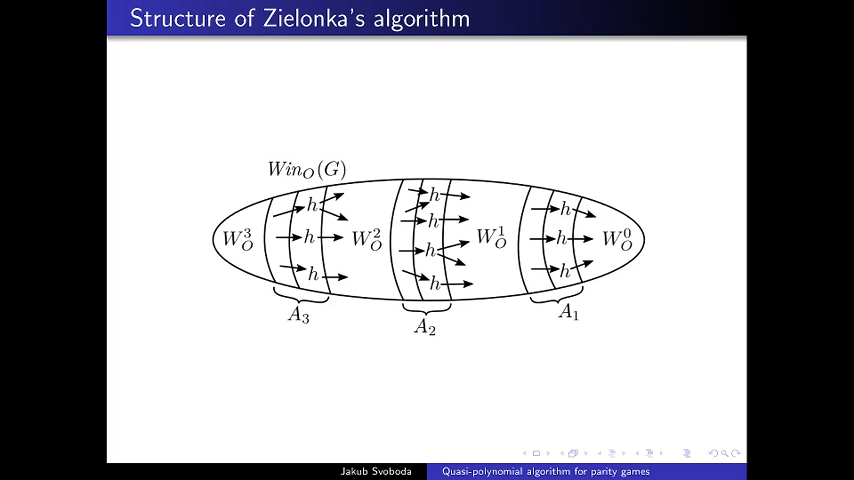 Structure of Zielonka's algorithm
Win_O(G)
h h h
h h h
h
W_O^3 h W_O^2 h W_O^1 h W_O^0
h h
h
A_3 A_2 A_1
Jakub Svoboda Quasi-polynomial algorithm for parity games